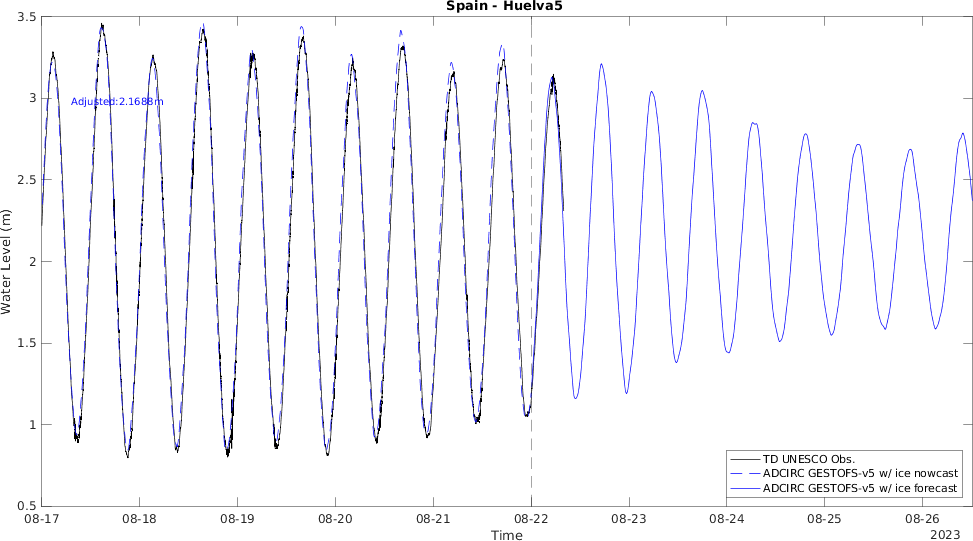 Spain - Huelva5
3.5
3
2.5
2
1.5
1
0.5
Water Level (m)
Adjusted:2.1688m
TD UNESCO Obs.
ADCIRC GESTOFS-v5 w/ ice nowcast
ADCIRC GESTOFS-v5 w/ ice forecast
08-17 08-18 08-19 08-20 08-21 08-22 08-23 08-24 08-25 08-26
Time
2023